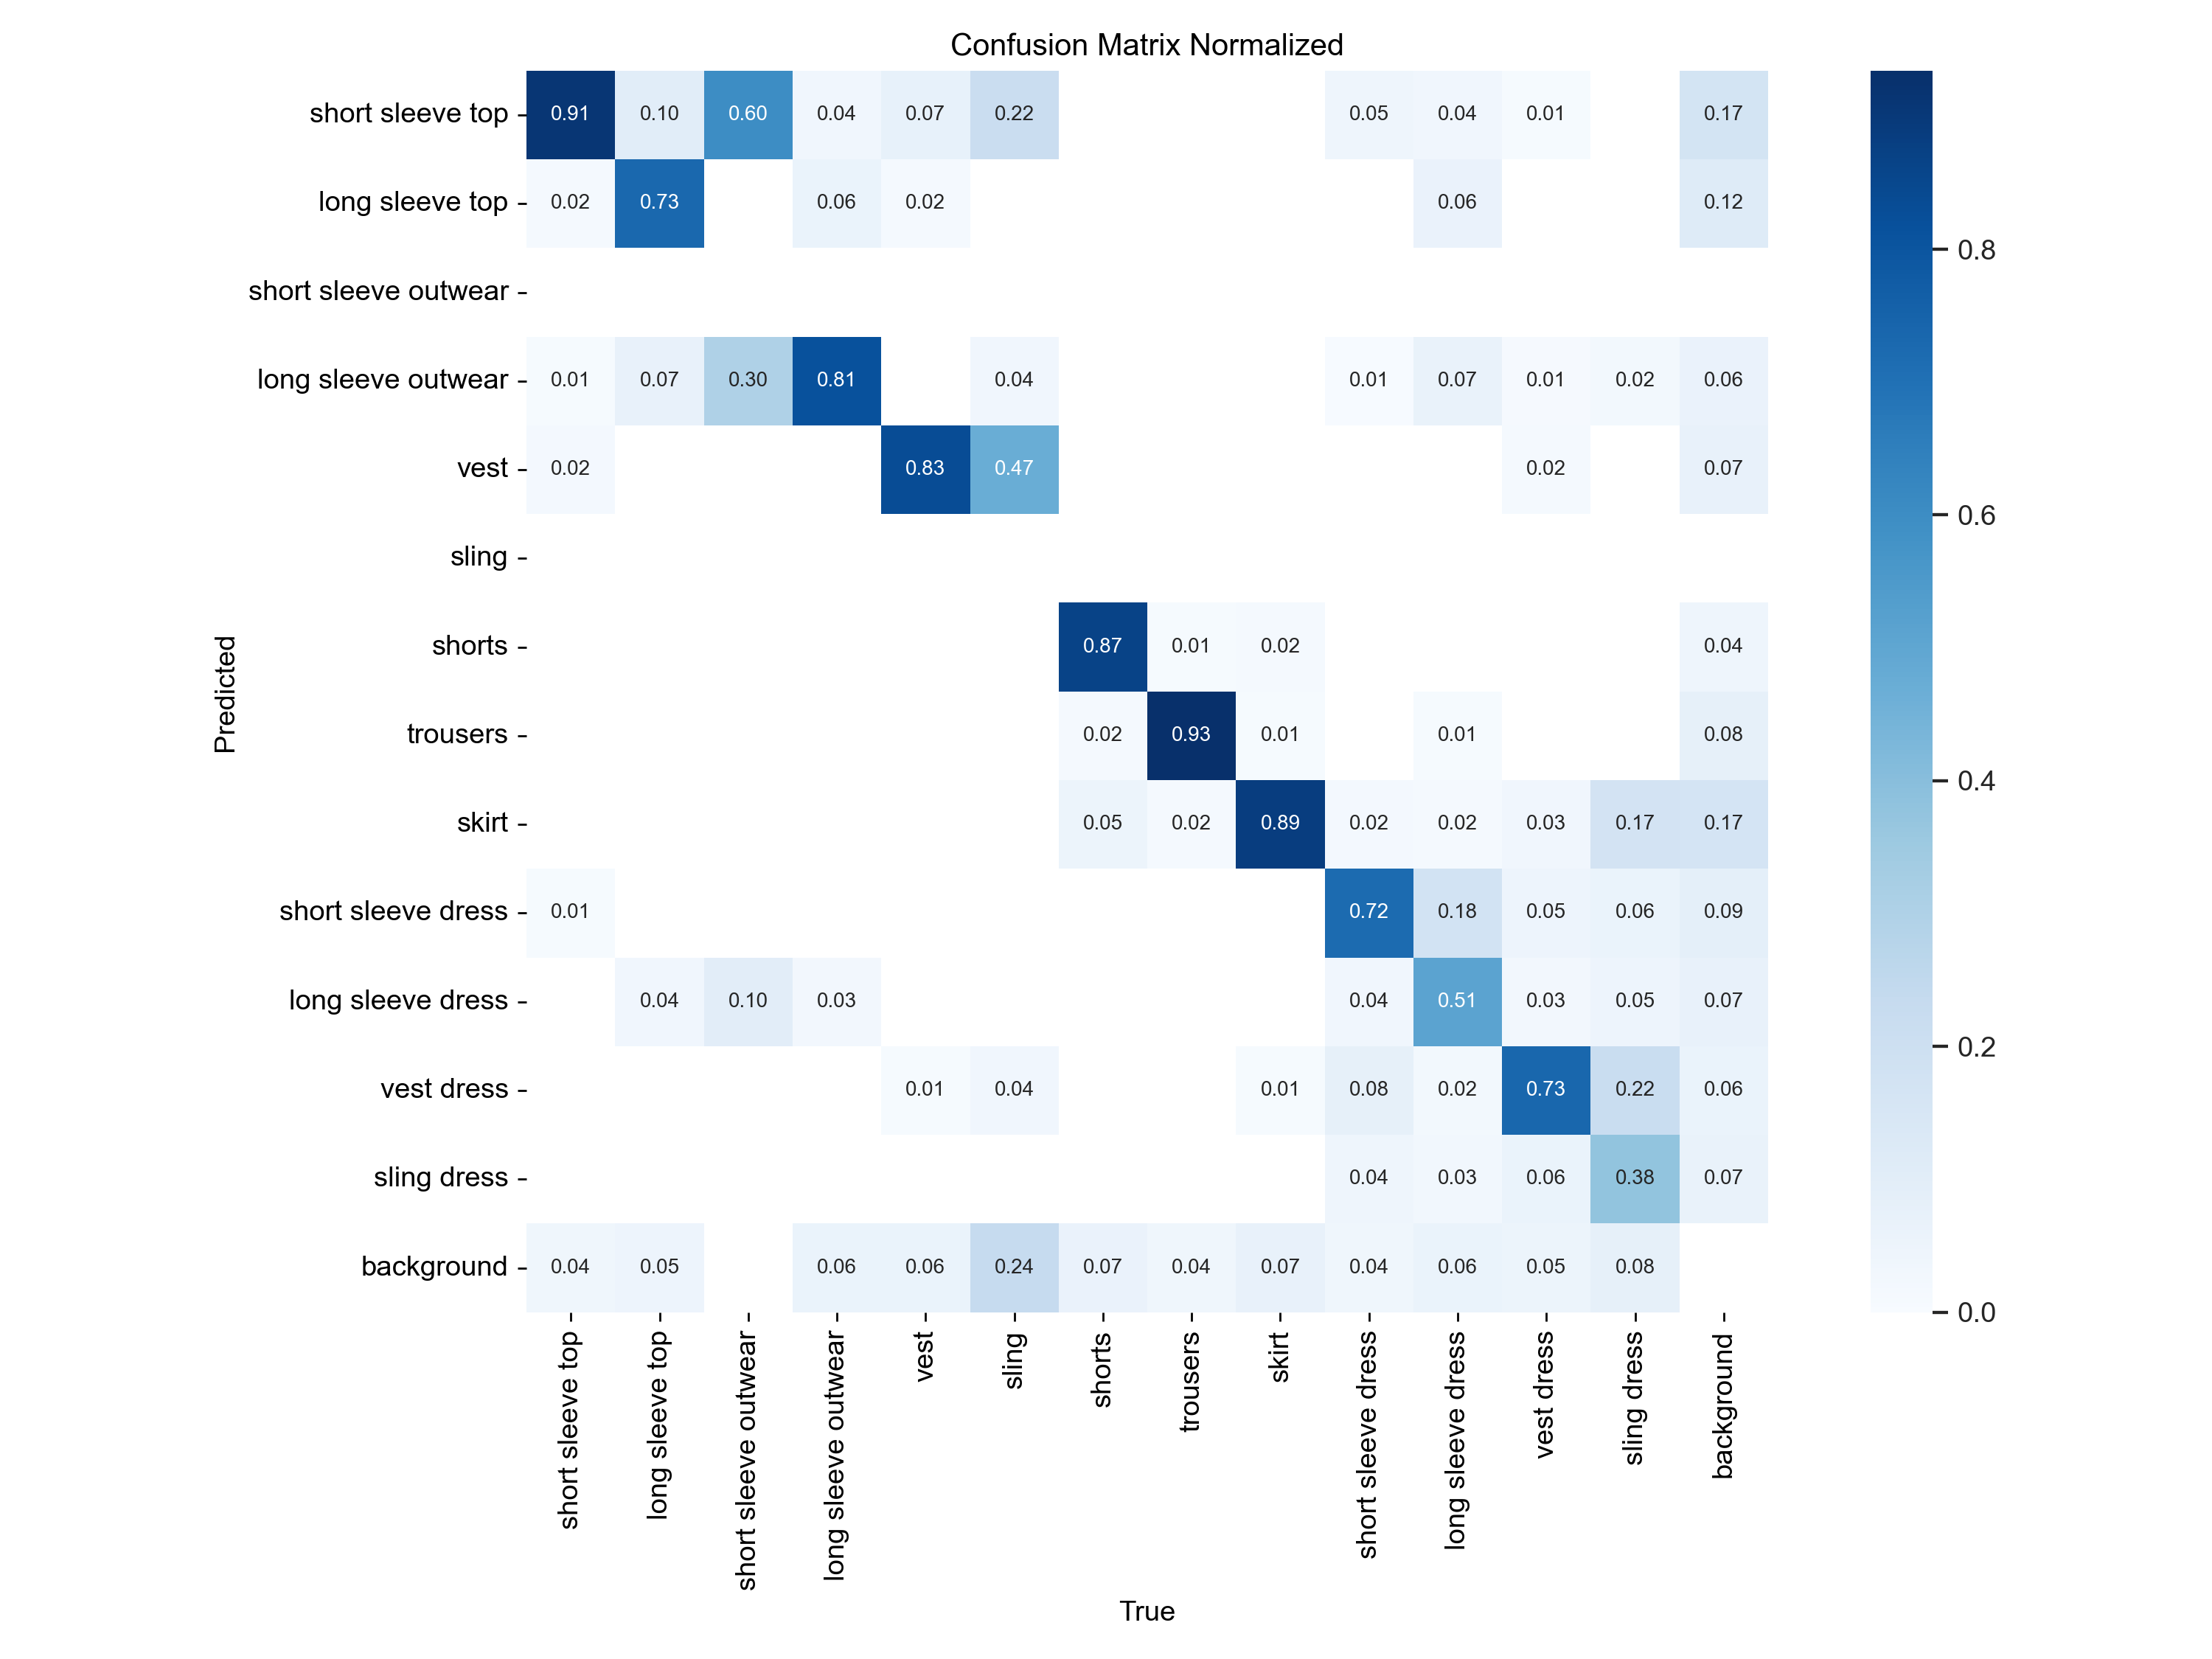 Confusion Matrix Normalized
short sleeve top 0.91 0.10 0.60 0.04 0.07 0.22 0.05 0.04 0.01 0.17
long sleeve top 0.02 0.73 0.06 0.02 0.06 0.12
0.8
short sleeve outwear
long sleeve outwear 0.01 0.07 0.30 0.81 0.04 0.01 0.07 0.01 0.02 0.06
vest 0.02 0.83 0.47 0.02 0.07
0.6
sling
shorts 0.87 0.01 0.02 0.04
Predicted
trousers 0.02 0.93 0.01 0.01 0.08
0.4
skirt 0.05 0.02 0.89 0.02 0.02 0.03 0.17 0.17
short sleeve dress 0.01 0.72 0.18 0.05 0.06 0.09
long sleeve dress 0.04 0.10 0.03 0.04 0.51 0.03 0.05 0.07
0.2
vest dress 0.01 0.04 0.01 0.08 0.02 0.73 0.22 0.06
sling dress 0.04 0.03 0.06 0.38 0.07
background 0.04 0.05 0.06 0.06 0.24 0.07 0.04 0.07 0.04 0.06 0.05 0.08
0.0
short sleeve top
long sleeve top
short sleeve outwear
long sleeve outwear
vest
sling
shorts
trousers
skirt
short sleeve dress
long sleeve dress
vest dress
sling dress
background
True